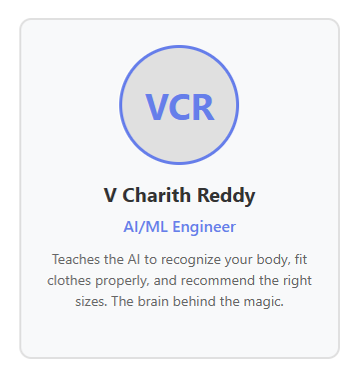 VCR
V Charith Reddy
AI/ML Engineer
Teaches the AI to recognize your body, fit
clothes properly, and recommend the right
sizes. The brain behind the magic.